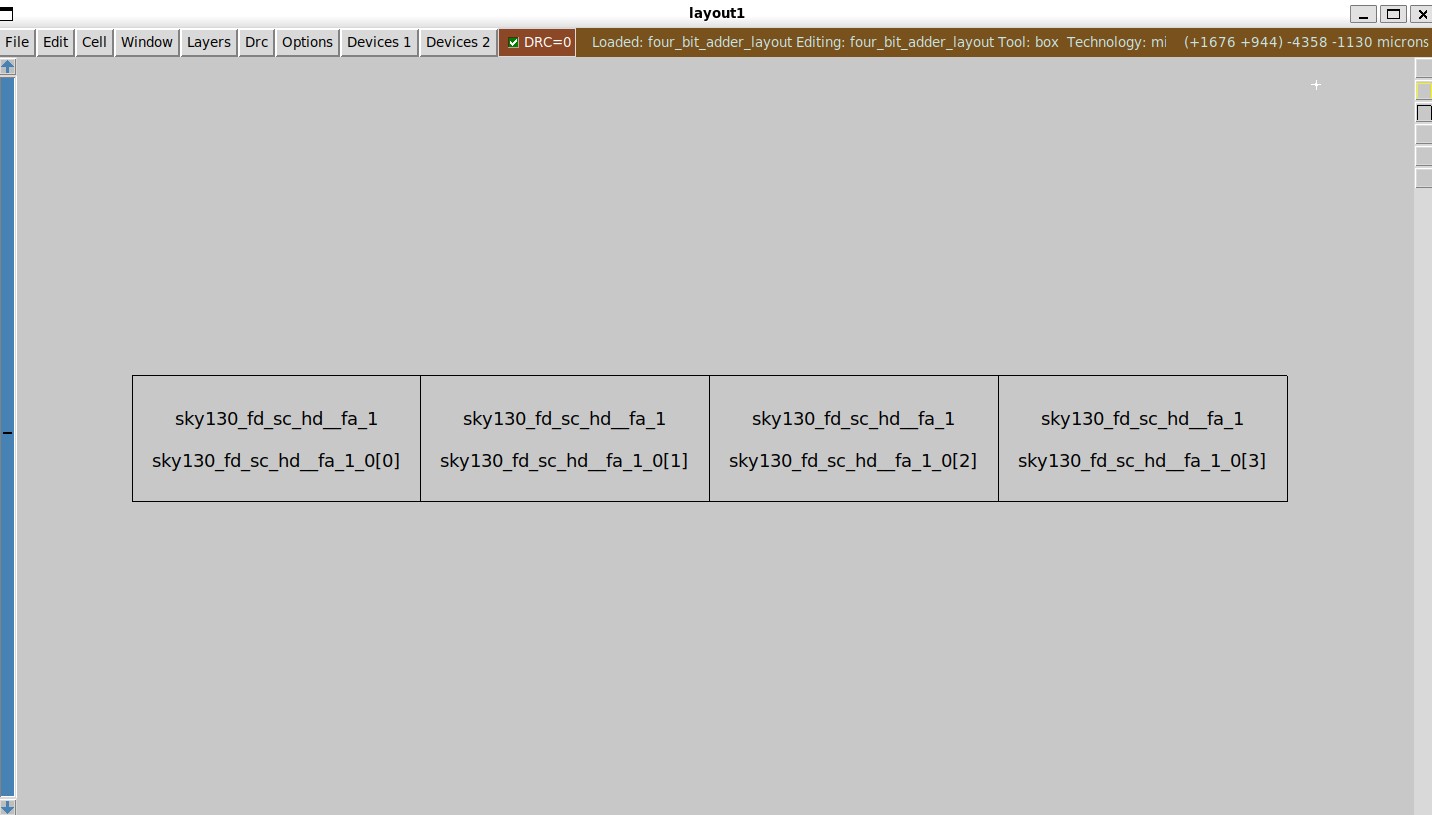 layout1
File Edit Cell Window Layers Drc Options Devices 1 Devices 2 DRC=0 Loaded: four_bit_adder_layout Editing: four_bit_adder_layout Tool: box Technology: mi (+1676 +944) -4358 -1130 microns
sky130_fd_sc_hd__fa_1 sky130_fd_sc_hd__fa_1 sky130_fd_sc_hd__fa_1 sky130_fd_sc_hd__fa_1
sky130_fd_sc_hd__fa_1_0[0] sky130_fd_sc_hd__fa_1_0[1] sky130_fd_sc_hd__fa_1_0[2] sky130_fd_sc_hd__fa_1_0[3]